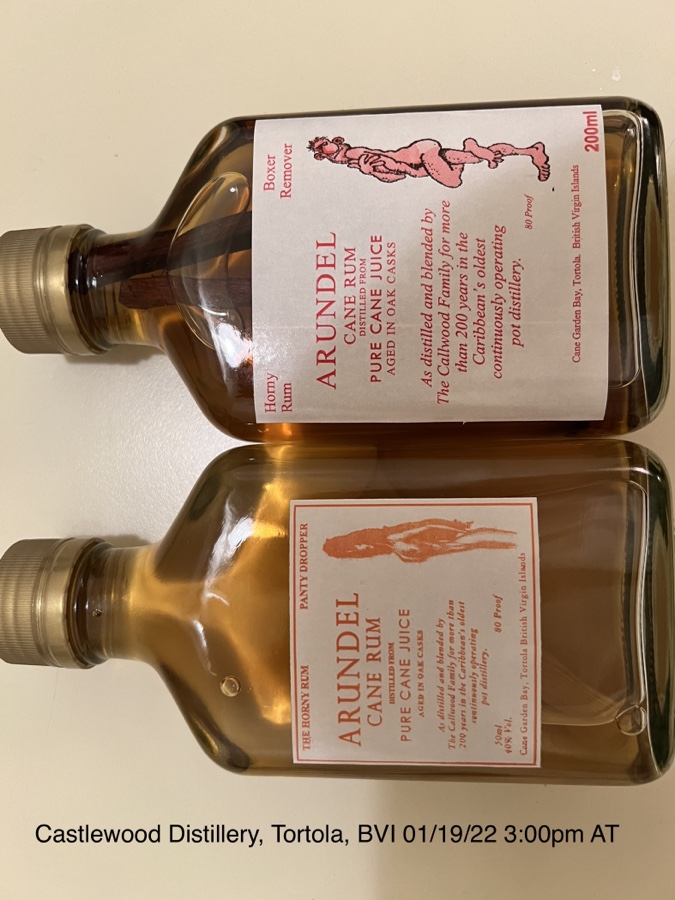 Horny
Rum
Boxer
Remover
ARUNDEL
CANE RUM
DISTILLED FROM
PURE CANE JUICE
AGED IN OAK CASKS
As distilled and blended by
The Callwood Family for more
than 200 years in the
Caribbean's oldest
continuously operating
pot distillery.
80 Proof
Cane Garden Bay, Tortola. British Virgin Islands
200ml
THE HORNY RUM
PANTY DROPPER
ARUNDEL
CANE RUM
DISTILLED FROM
PURE CANE JUICE
AGED IN OAK CASKS
As distilled and blended by
The Callwood Family for more than
200 years in the Caribbean's oldest
continuously operating
pot distillery.
50ml
40% Vol.
80 Proof
Cane Garden Bay, Tortola British Virgin Islands
Castlewood Distillery, Tortola, BVI 01/19/22 3:00pm AT